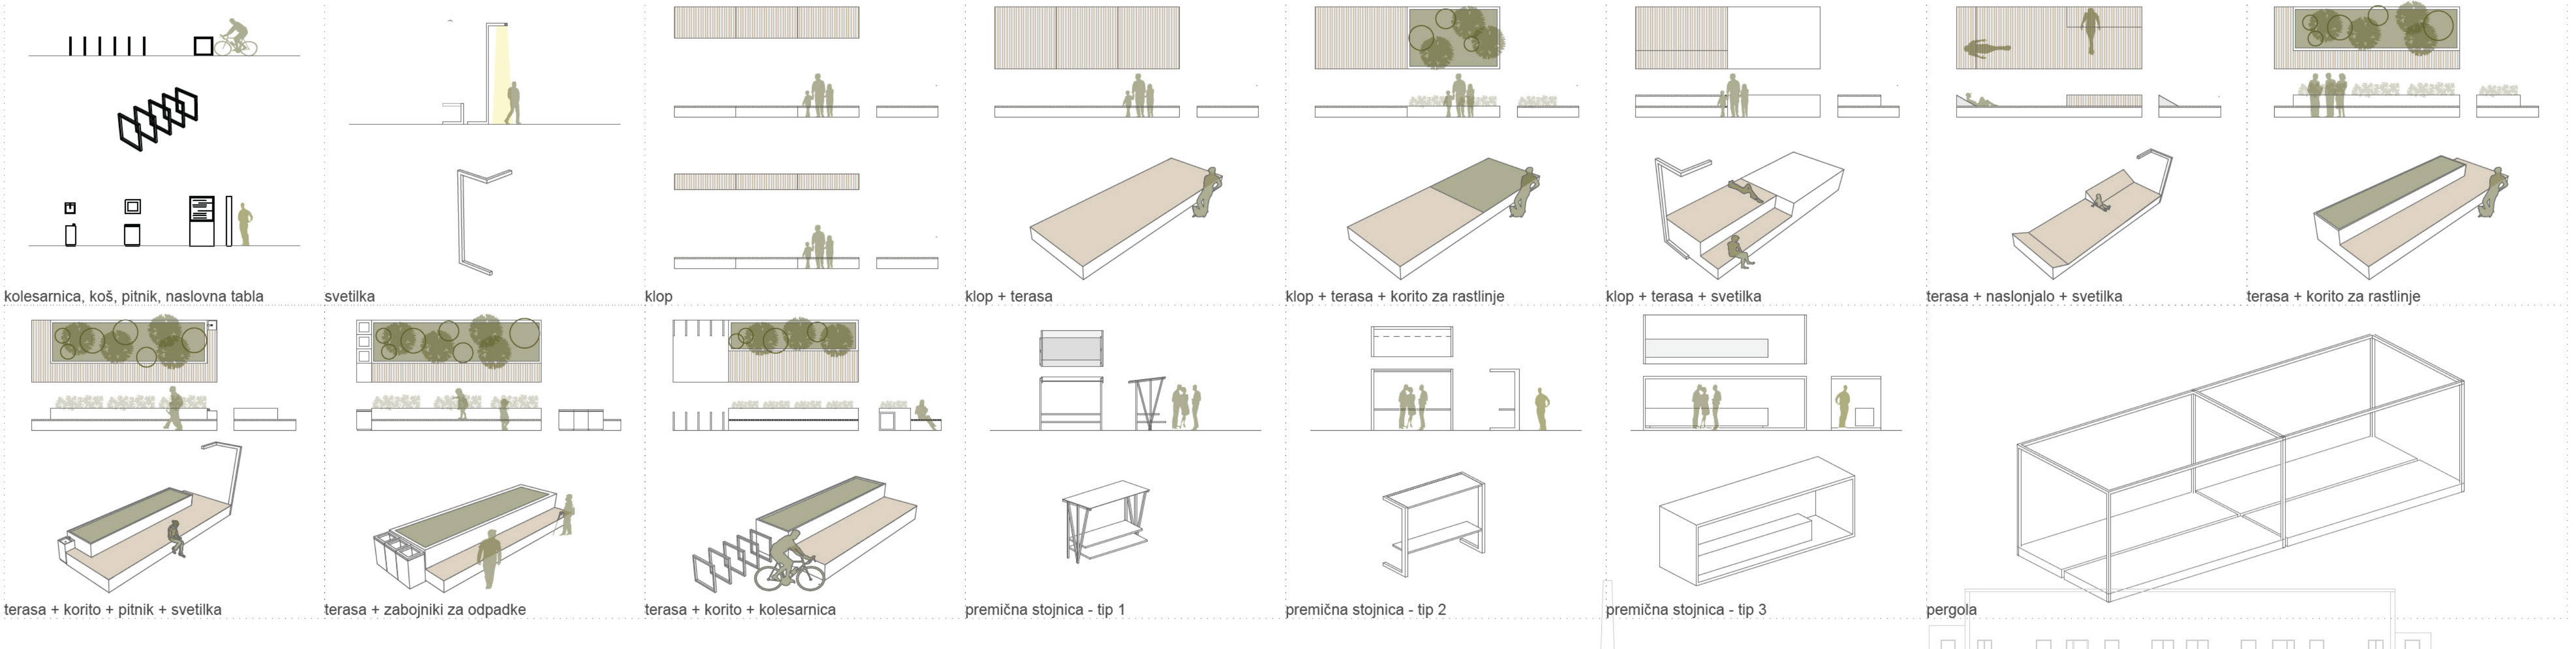 kolesarnica, koš, pitnik, naslovna tabla
svetilka
klop
klop + terasa
klop + terasa + korito za rastlinje
klop + terasa + svetilka
terasa + naslonjalo + svetilka
terasa + korito za rastlinje
terasa + korito + pitnik + svetilka
terasa + zabojniki za odpadke
terasa + korito + kolesarnica
premična stojnica - tip 1
premična stojnica - tip 2
premična stojnica - tip 3
pergola